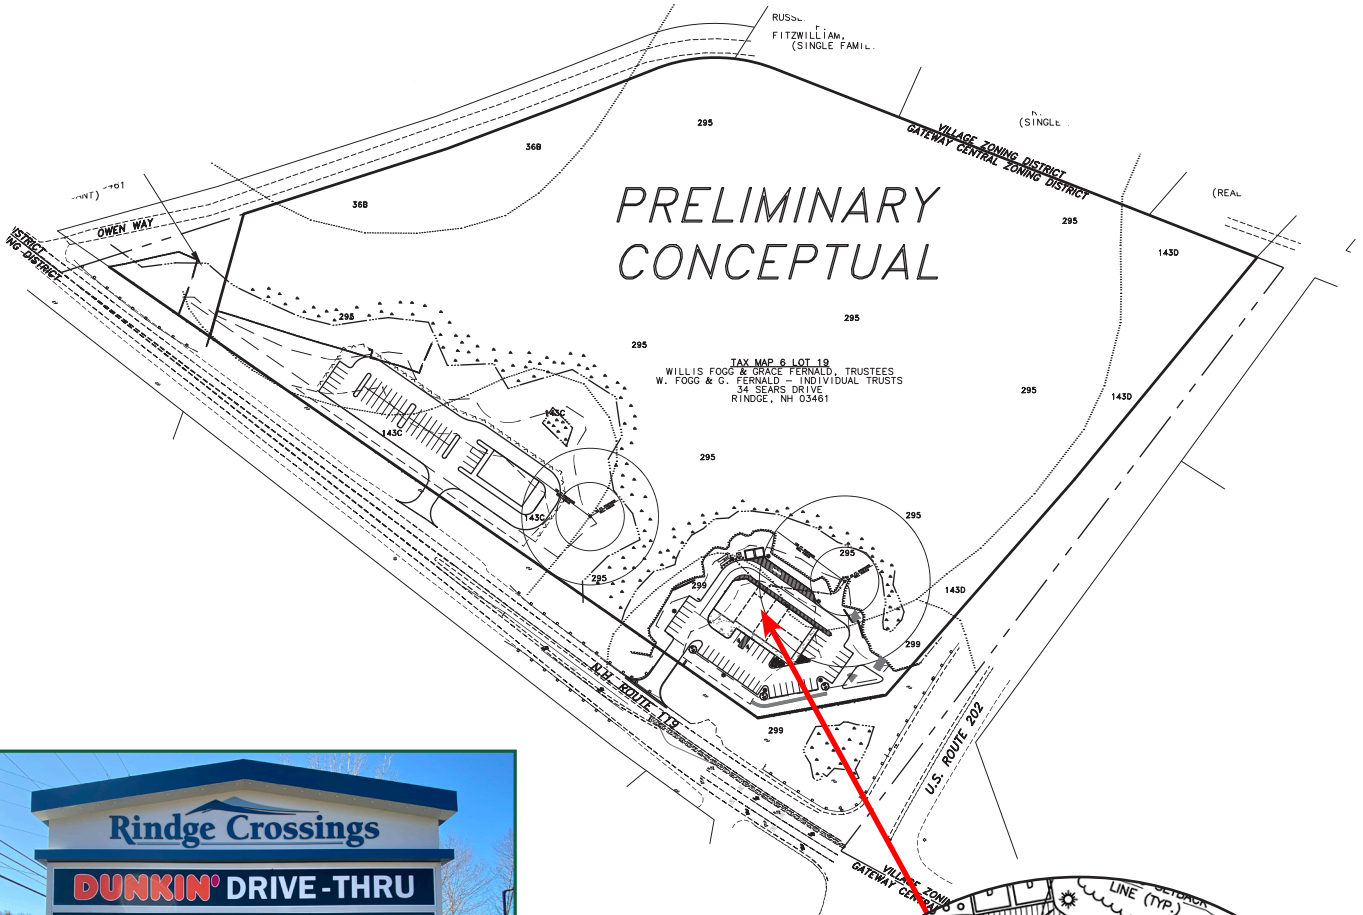 FITZWILLIAM,
(SINGLE
(SINGLE
295
VILLAGE ZONING DISTRICT
GATEWAY CENTRAL ZONING DISTRICT
36B
36B
PRELIMINARY
CONCEPTUAL
(REAL
295
OWEN WAY
DISTRICT
143D
295
295
295
TAX MAP 6 LOT 19
WILLIS FOGG & GRACE FERNALD, TRUSTEES
W. FOGG & G. FERNALD – INDIVIDUAL TRUSTS
34 SEARS DRIVE
RINDGE, NH 03461
295
143D
143C
143C
295
143C
295
295
295
299
143D
299
N.H. ROUTE 119
299
U.S. ROUTE 202
Rindge Crossings
DUNKIN' DRIVE-THRU
GATEWAY
LINE (TYP.)